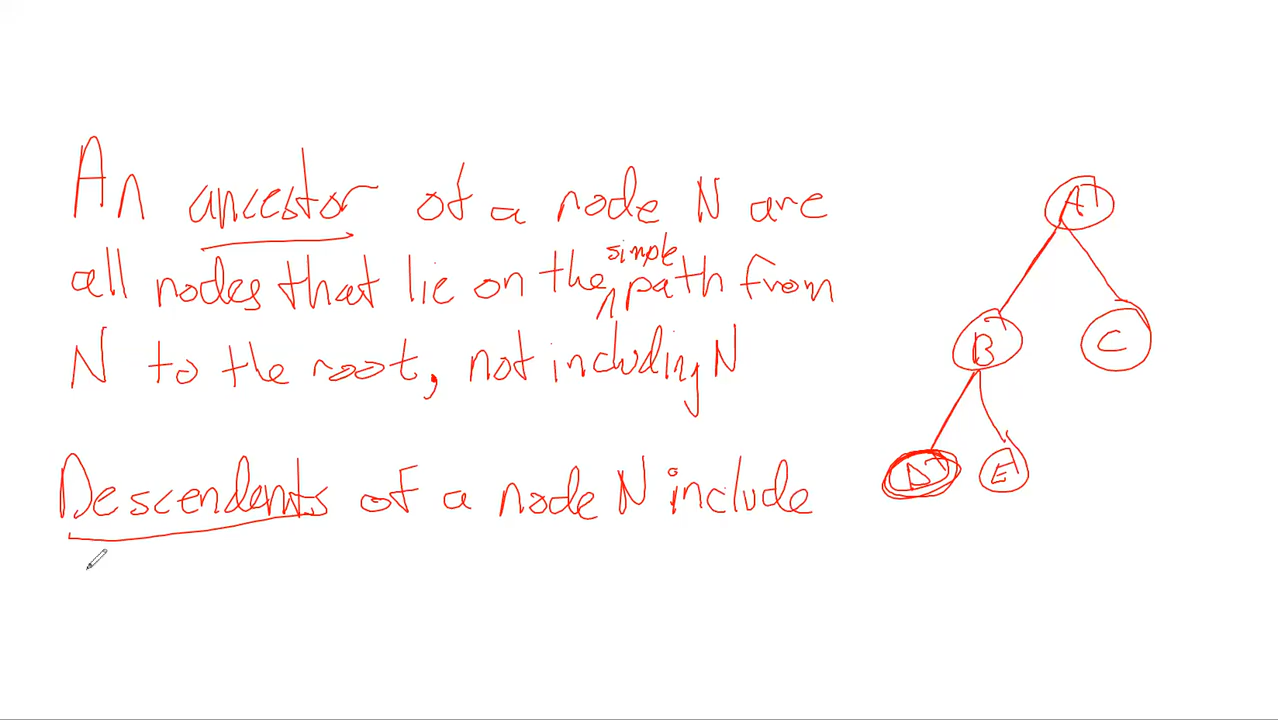 An ancestor of a node N are
all nodes that lie on the simple path from
N to the root, not including N
Descendents of a node N include
A
B
C
D
E